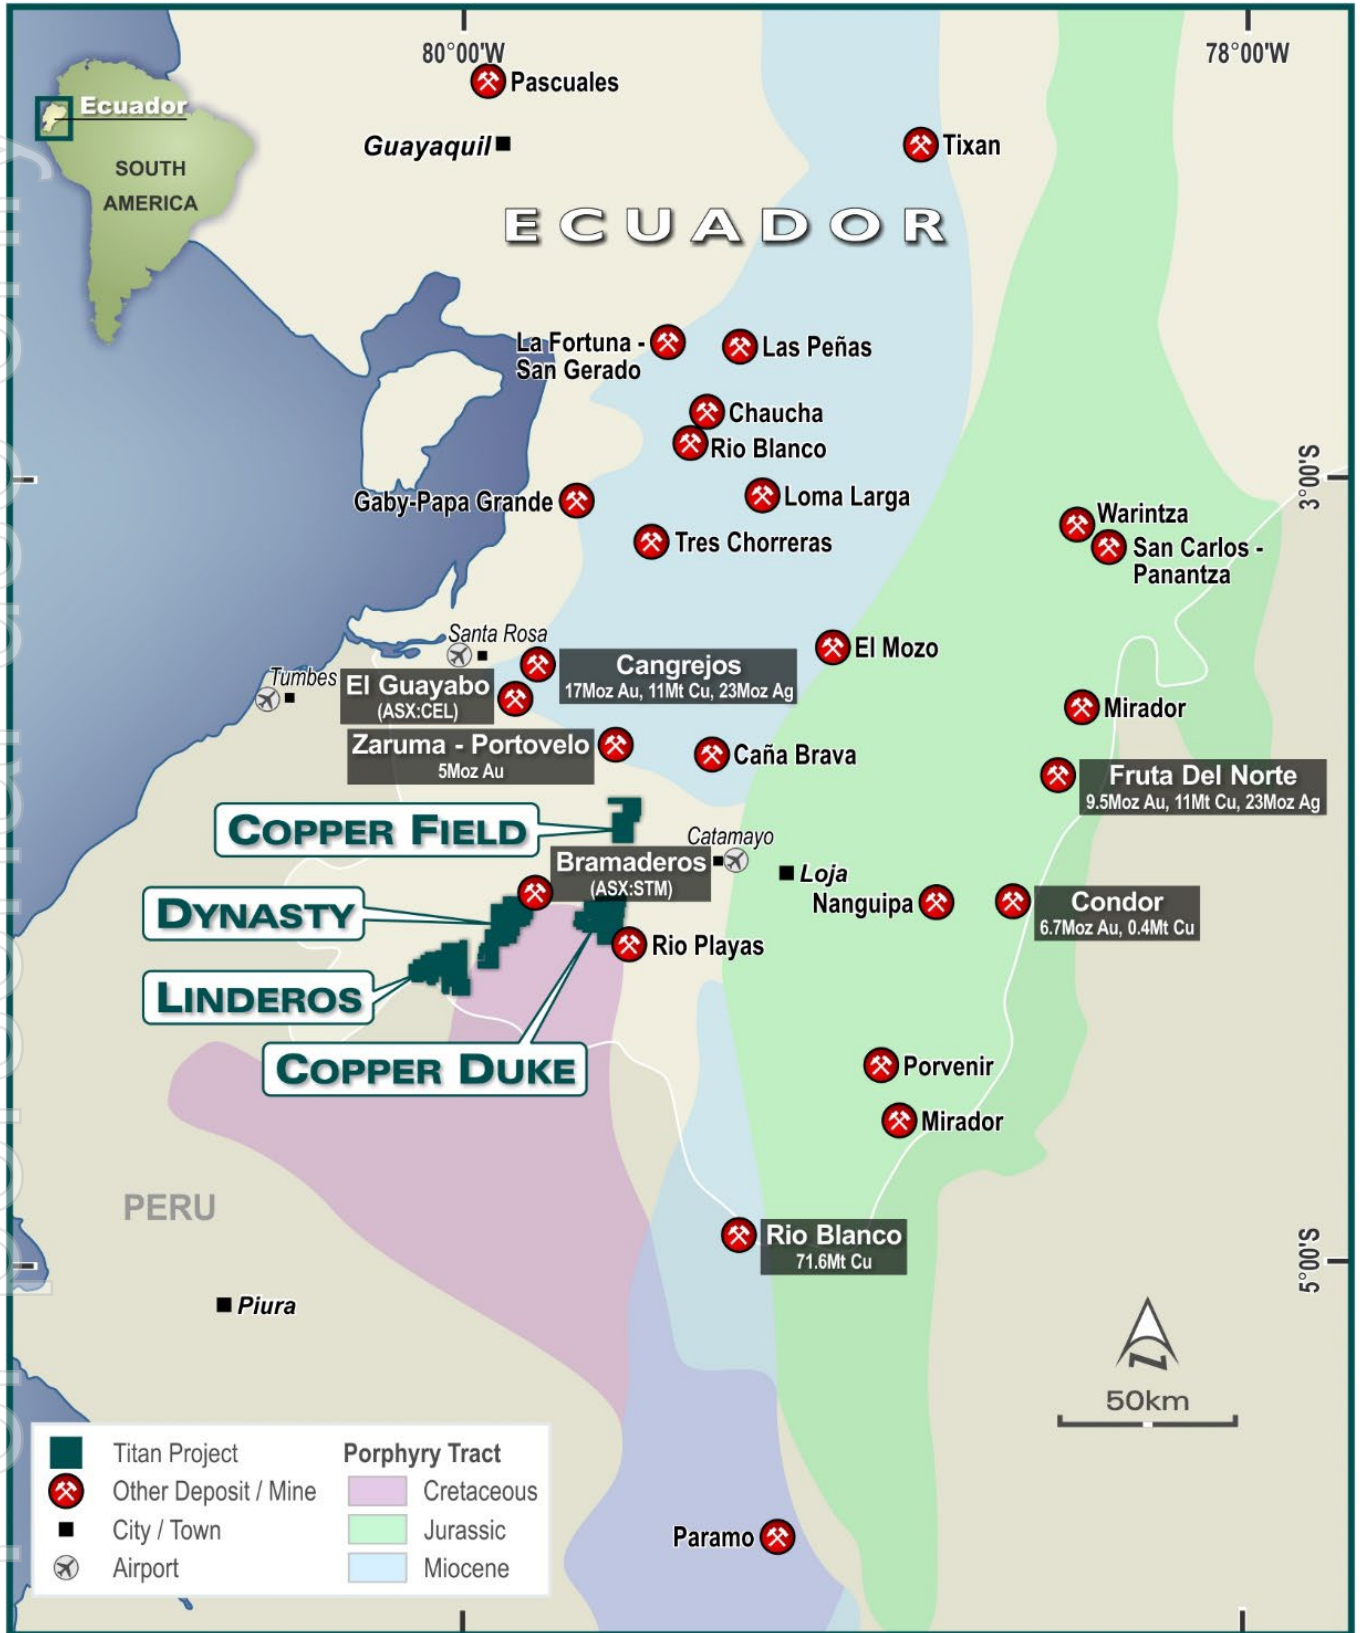 80°00'W
78°00'W
Pascuales
Ecuador
Guayaquil
Tixan
SOUTH
AMERICA
ECUADOR
La Fortuna -
San Gerado
Las Peñas
Chaucha
Rio Blanco
3°00'S
Gaby-Papa Grande
Loma Larga
Warintza
Tres Chorreras
San Carlos -
Panantza
Santa Rosa
El Mozo
Cangrejos
17Moz Au, 11Mt Cu, 23Moz Ag
Tumbes
El Guayabo
(ASX:CEL)
Mirador
Zaruma - Portovelo
5Moz Au
Caña Brava
Fruta Del Norte
9.5Moz Au, 11Mt Cu, 23Moz Ag
COPPER FIELD
Catamayo
Bramaderos
(ASX:STM)
Loja
Nanguipa
Condor
6.7Moz Au, 0.4Mt Cu
DYNASTY
Rio Playas
LINDEROS
COPPER DUKE
Porvenir
Mirador
PERU
Rio Blanco
71.6Mt Cu
5°00'S
Piura
N
50km
Titan Project
Other Deposit / Mine
City / Town
Airport
Porphyry Tract
Cretaceous
Jurassic
Miocene
Paramo
For personal use only